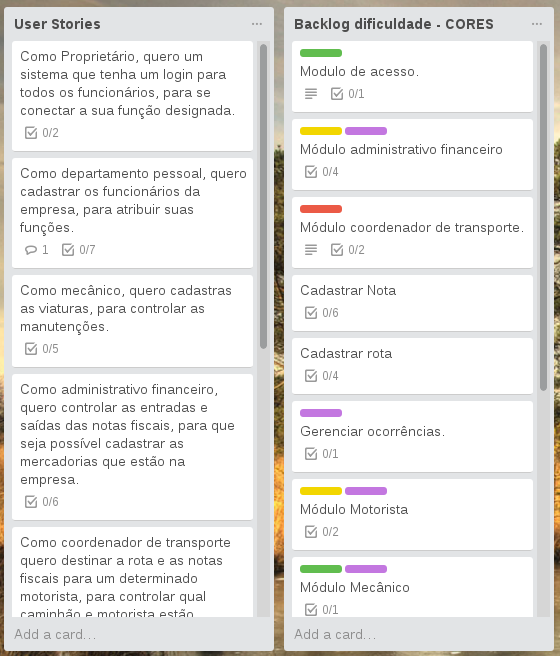 User Stories
Como Proprietário, quero um
sistema que tenha um login para
todos os funcionários, para se
conectar a sua função designada.
0/2
Como departamento pessoal, quero
cadastrar os funcionários da
empresa, para atribuir suas
funções.
1 0/7
Como mecânico, quero cadastras
as viaturas, para controlar as
manutenções.
0/5
Como administrativo financeiro,
quero controlar as entradas e
saídas das notas fiscais, para que
seja possível cadastrar as
mercadorias que estão na
empresa.
0/6
Como coordenador de transporte
quero destinar a rota e as notas
fiscais para um determinado
motorista, para controlar qual
caminhão e motorista estão
Add a card...
Backlog dificuldade - CORES
Modulo de acesso.
0/1
Módulo administrativo financeiro
0/4
Módulo coordenador de transporte.
0/2
Cadastrar Nota
0/6
Cadastrar rota
0/4
Gerenciar ocorrências.
0/1
Módulo Motorista
0/2
Módulo Mecânico
0/1
Add a card...